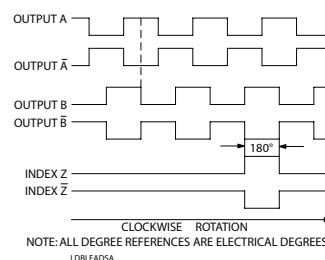 OUTPUT A
OUTPUT A̅
OUTPUT B
OUTPUT B̅
180°
INDEX Z
INDEX Z̅
CLOCKWISE ROTATION
NOTE: ALL DEGREE REFERENCES ARE ELECTRICAL DEGREES